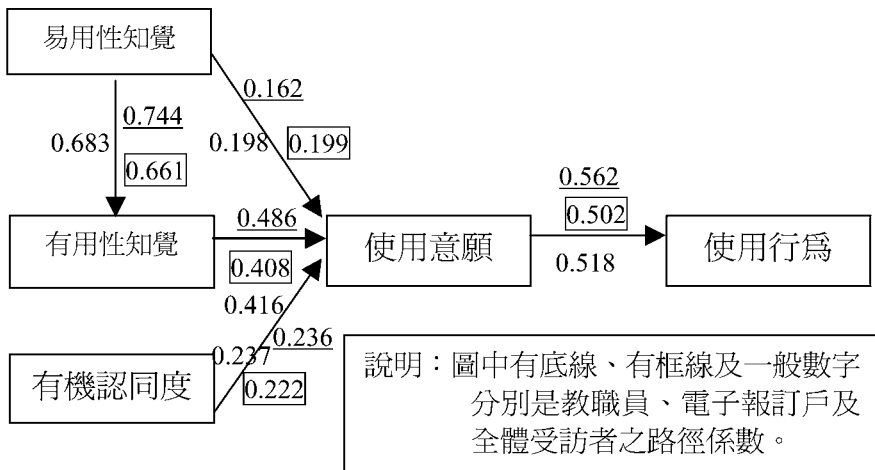 易用性知覺
0.162
0.744
0.683
0.198
0.199
0.661
0.562
0.486
0.502
有用性知覺
使用意願
使用行為
0.408
0.518
0.416
0.236
0.237
有機認同度
0.222
說明：圖中有底線、有框線及一般數字
分別是教職員、電子報訂戶及
全體受訪者之路徑係數。